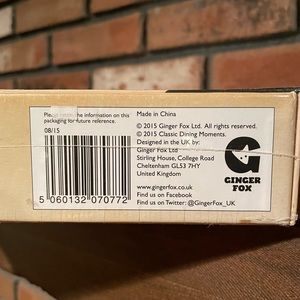 Please retain the information on this
packaging for future reference.
08/15
5 060132 070772
Made in China
© 2015 Ginger Fox Ltd. All rights reserved.
© 2015 Classic Dining Moments.
Designed in the UK by:
Ginger Fox Ltd
Stirling House, College Road
Cheltenham GL53 7HY
United Kingdom
www.gingerfox.co.uk
Find us on Facebook
Find us on Twitter: @GingerFox_UK
GINGER
FOX